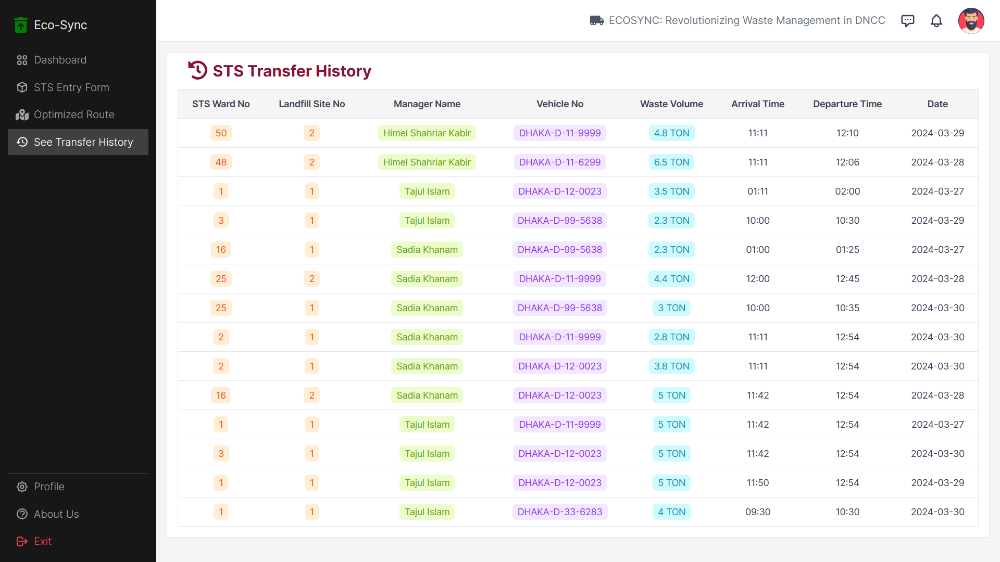 Eco-Sync
ECOSYNC: Revolutionizing Waste Management in DNCC
Dashboard
STS Entry Form
Optimized Route
See Transfer History
STS Transfer History
STS Ward No Landfill Site No Manager Name Vehicle No Waste Volume Arrival Time Departure Time Date
50 2 Himel Shahriar Kabir DHAKA-D-11-9999 4.8 TON 11:11 12:10 2024-03-29
48 2 Himel Shahriar Kabir DHAKA-D-11-6299 6.5 TON 11:11 12:06 2024-03-28
1 1 Tajul Islam DHAKA-D-12-0023 3.5 TON 01:11 02:00 2024-03-27
3 1 Tajul Islam DHAKA-D-99-5638 2.3 TON 10:00 10:30 2024-03-29
16 1 Sadia Khanam DHAKA-D-99-5638 2.3 TON 01:00 01:25 2024-03-27
25 2 Sadia Khanam DHAKA-D-11-9999 4.4 TON 12:00 12:45 2024-03-28
25 1 Sadia Khanam DHAKA-D-99-5638 3 TON 10:00 10:35 2024-03-30
2 1 Sadia Khanam DHAKA-D-11-9999 2.8 TON 11:11 12:54 2024-03-30
2 1 Sadia Khanam DHAKA-D-12-0023 3.8 TON 11:11 12:54 2024-03-30
16 2 Sadia Khanam DHAKA-D-12-0023 5 TON 11:42 12:54 2024-03-28
1 1 Tajul Islam DHAKA-D-11-9999 5 TON 11:42 12:54 2024-03-27
3 1 Tajul Islam DHAKA-D-12-0023 5 TON 11:42 12:54 2024-03-30
1 1 Tajul Islam DHAKA-D-12-0023 5 TON 11:50 12:54 2024-03-29
1 1 Tajul Islam DHAKA-D-33-6283 4 TON 09:30 10:30 2024-03-30
Profile
About Us
Exit